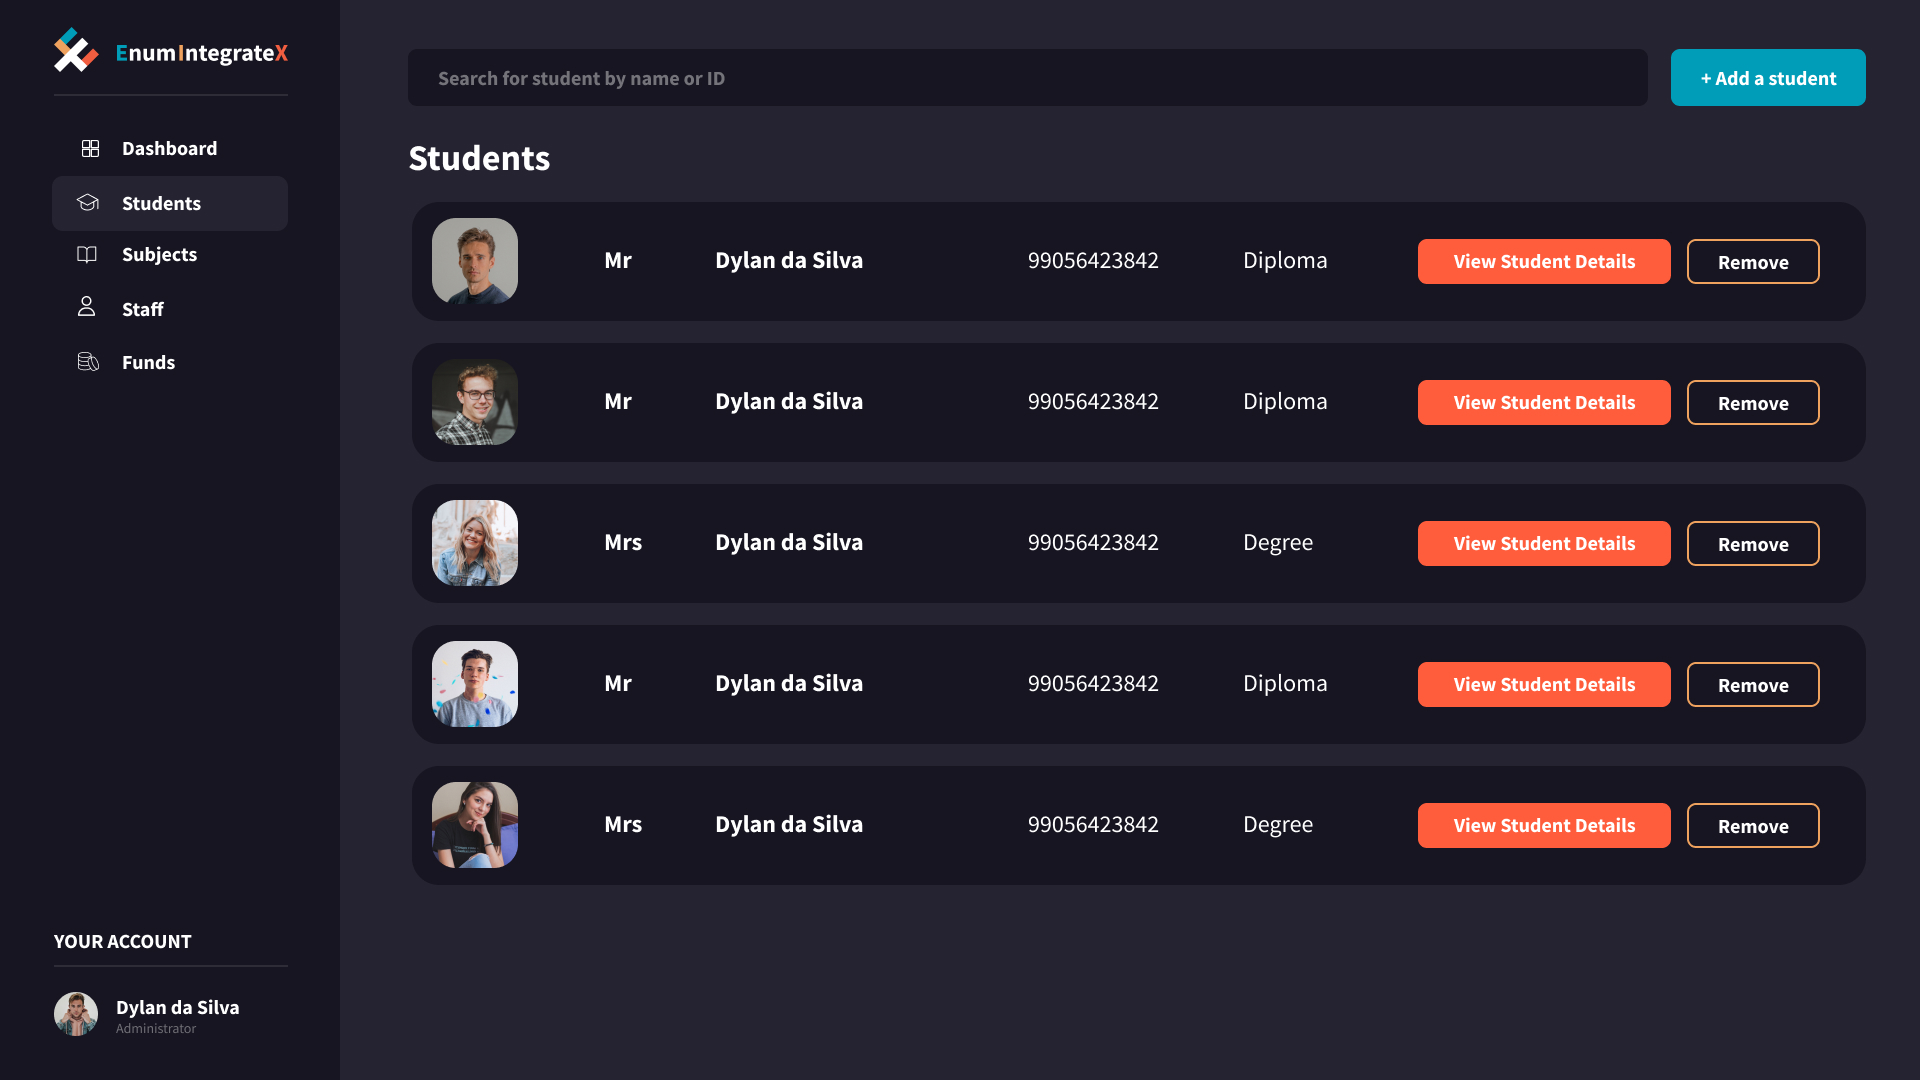 EnumIntegrateX
Dashboard
Students
Subjects
Staff
Funds
YOUR ACCOUNT
Dylan da Silva
Administrator
Search for student by name or ID
+ Add a student
Students
Mr Dylan da Silva 99056423842 Diploma View Student Details Remove
Mr Dylan da Silva 99056423842 Diploma View Student Details Remove
Mrs Dylan da Silva 99056423842 Degree View Student Details Remove
Mr Dylan da Silva 99056423842 Diploma View Student Details Remove
Mrs Dylan da Silva 99056423842 Degree View Student Details Remove